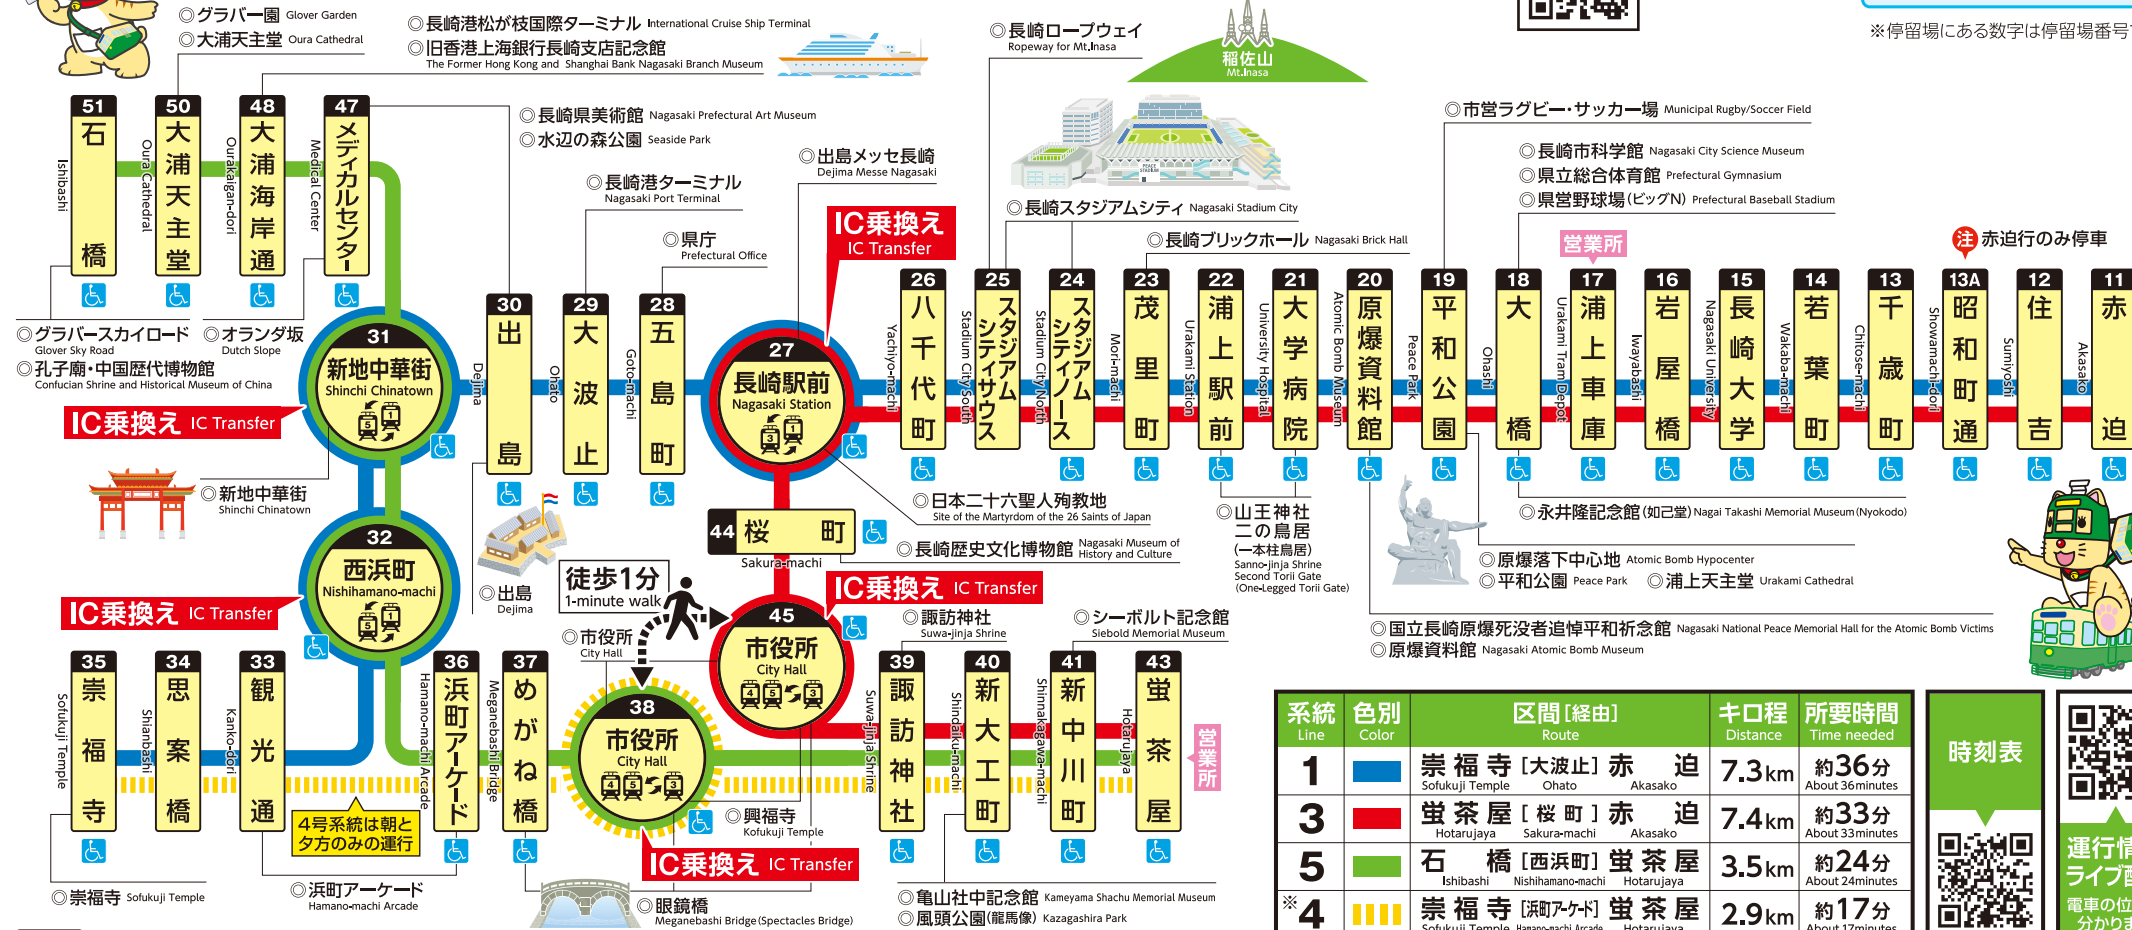 ◎グラバー園 Glover Garden
◎大浦天主堂 Oura Cathedral
◎長崎港松が枝国際ターミナル International Cruise Ship Terminal
◎旧香港上海銀行長崎支店記念館
The Former Hong Kong and Shanghai Bank Nagasaki Branch Museum
◎長崎ロープウェイ
Ropeway for Mt.Inasa
稲佐山
Mt.Inasa
※停留場にある数字は停留場番号
51 石橋 Ishibashi
50 大浦天主堂 Oura Cathedral
48 大浦海岸通 Ourakaigan-dori
47 メディカルセンター Medical Center
◎長崎県美術館 Nagasaki Prefectural Art Museum
◎水辺の森公園 Seaside Park
◎出島メッセ長崎
Dejima Messe Nagasaki
◎長崎港ターミナル
Nagasaki Port Terminal
◎県庁
Prefectural Office
IC乗換え
IC Transfer
PEACE STADIUM
◎長崎スタジアムシティ Nagasaki Stadium City
◎長崎ブリックホール Nagasaki Brick Hall
◎市営ラグビー・サッカー場 Municipal Rugby/Soccer Field
◎長崎市科学館 Nagasaki City Science Museum
◎県立総合体育館 Prefectural Gymnasium
◎県営野球場(ビッグN) Prefectural Baseball Stadium
営業所
注 赤迫行のみ停車
◎グラバースカイロード
Glover Sky Road
◎孔子廟・中国歴代博物館
Confucian Shrine and Historical Museum of China
◎オランダ坂
Dutch Slope
31
新地中華街
Shinchi Chinatown
5 1
IC乗換え IC Transfer
30 出島 Dejima
29 大波止 Ohato
28 五島町 Goto-machi
27
長崎駅前
Nagasaki Station
3 1
26 八千代町 Yachiyo-machi
25 スタジアムシティサウス Stadium City South
24 スタジアムシティノース Stadium City North
23 茂里町 Mori-machi
22 浦上駅前 Urakami Station
21 大学病院 University Hospital
20 原爆資料館 Atomic Bomb Museum
19 平和公園 Peace Park
18 大橋 Ohashi
17 浦上車庫 Urakami Tram Depot
16 岩屋橋 Iwayabashi
15 長崎大学 Nagasaki University
14 若葉町 Wakaba-machi
13 千歳町 Chitose-machi
13A 昭和町通 Showamachi-dori
12 住吉 Sumiyoshi
11 赤迫 Akasako
◎新地中華街
Shinchi Chinatown
◎日本二十六聖人殉教地
Site of the Martyrdom of the 26 Saints of Japan
44 桜町
Sakura-machi
◎長崎歴史文化博物館 Nagasaki Museum of
History and Culture
◎山王神社
二の鳥居
(一本柱鳥居)
Sanno-jinja Shrine
Second Torii Gate
(One-Legged Torii Gate)
◎永井隆記念館(如己堂) Nagai Takashi Memorial Museum(Nyokodo)
◎原爆落下中心地 Atomic Bomb Hypocenter
◎平和公園 Peace Park ◎浦上天主堂 Urakami Cathedral
◎国立長崎原爆死没者追悼平和祈念館 Nagasaki National Peace Memorial Hall for the Atomic Bomb Victims
◎原爆資料館 Nagasaki Atomic Bomb Museum
32
西浜町
Nishihamano-machi
5 1
IC乗換え IC Transfer
◎出島
Dejima
徒歩1分
1-minute walk
IC乗換え IC Transfer
◎市役所
City Hall
45
市役所
City Hall
4 5 3
◎諏訪神社
Suwa-jinja Shrine
◎シーボルト記念館
Siebold Memorial Museum
35 崇福寺 Sofukuji Temple
34 思案橋 Shianbashi
33 観光通 Kanko-dori
36 浜町アーケード Hamano-machi Arcade
37 めがね橋 Meganebashi Bridge
38
市役所
City Hall
4 5 3
39 諏訪神社 Suwa-jinja Shrine
40 新大工町 Shindaiku-machi
41 新中川町 Shinnakagawa-machi
43 蛍茶屋 Hotarujaya
営業所
4号系統は朝と
夕方のみの運行
◎興福寺
Kofukuji Temple
IC乗換え IC Transfer
◎崇福寺 Sofukuji Temple
◎浜町アーケード
Hamano-machi Arcade
◎眼鏡橋
Meganebashi Bridge(Spectacles Bridge)
◎亀山社中記念館 Kameyama Shachu Memorial Museum
◎風頭公園(龍馬像) Kazagashira Park
系統 色別 区間[経由] キロ程 所要時間
Line Color Route Distance Time needed
1 崇福寺[大波止]赤迫 7.3km 約36分
Sofukuji Temple Ohato Akasako About 36minutes
3 蛍茶屋[桜町]赤迫 7.4km 約33分
Hotarujaya Sakura-machi Akasako About 33minutes
5 石橋[西浜町]蛍茶屋 3.5km 約24分
Ishibashi Nishihamano-machi Hotarujaya About 24minutes
※4 崇福寺[浜町アーケード]蛍茶屋 2.9km 約17分
Sofukuji Temple Hamano-machi Arcade Hotarujaya About 17minutes
時刻表
運行情
ライブ配
電車の位
分かりま